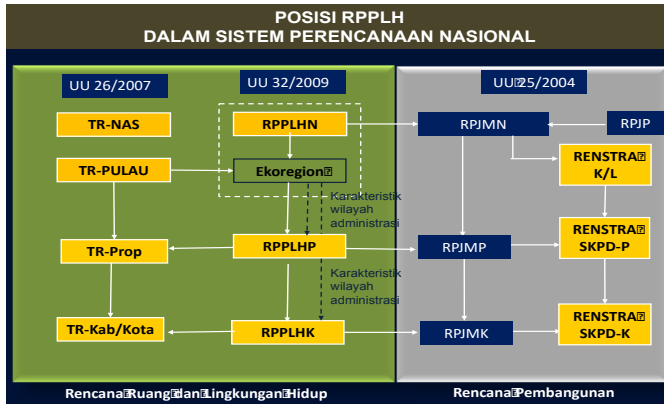 POSISI RPPLH
DALAM SISTEM PERENCANAAN NASIONAL
UU 26/2007
UU 32/2009
UU 25/2004
TR-NAS
RPPLHN
RPJMN
RPJP
TR-PULAU
Ekoregion
RENSTRA
K/L
Karakteristik
wilayah
administrasi
TR-Prop
RPPLHP
RPJMP
RENSTRA
SKPD-P
Karakteristik
wilayah
administrasi
TR-Kab/Kota
RPPLHK
RPJMK
RENSTRA
SKPD-K
Rencana Ruang dan Lingkungan Hidup
Rencana Pembangunan